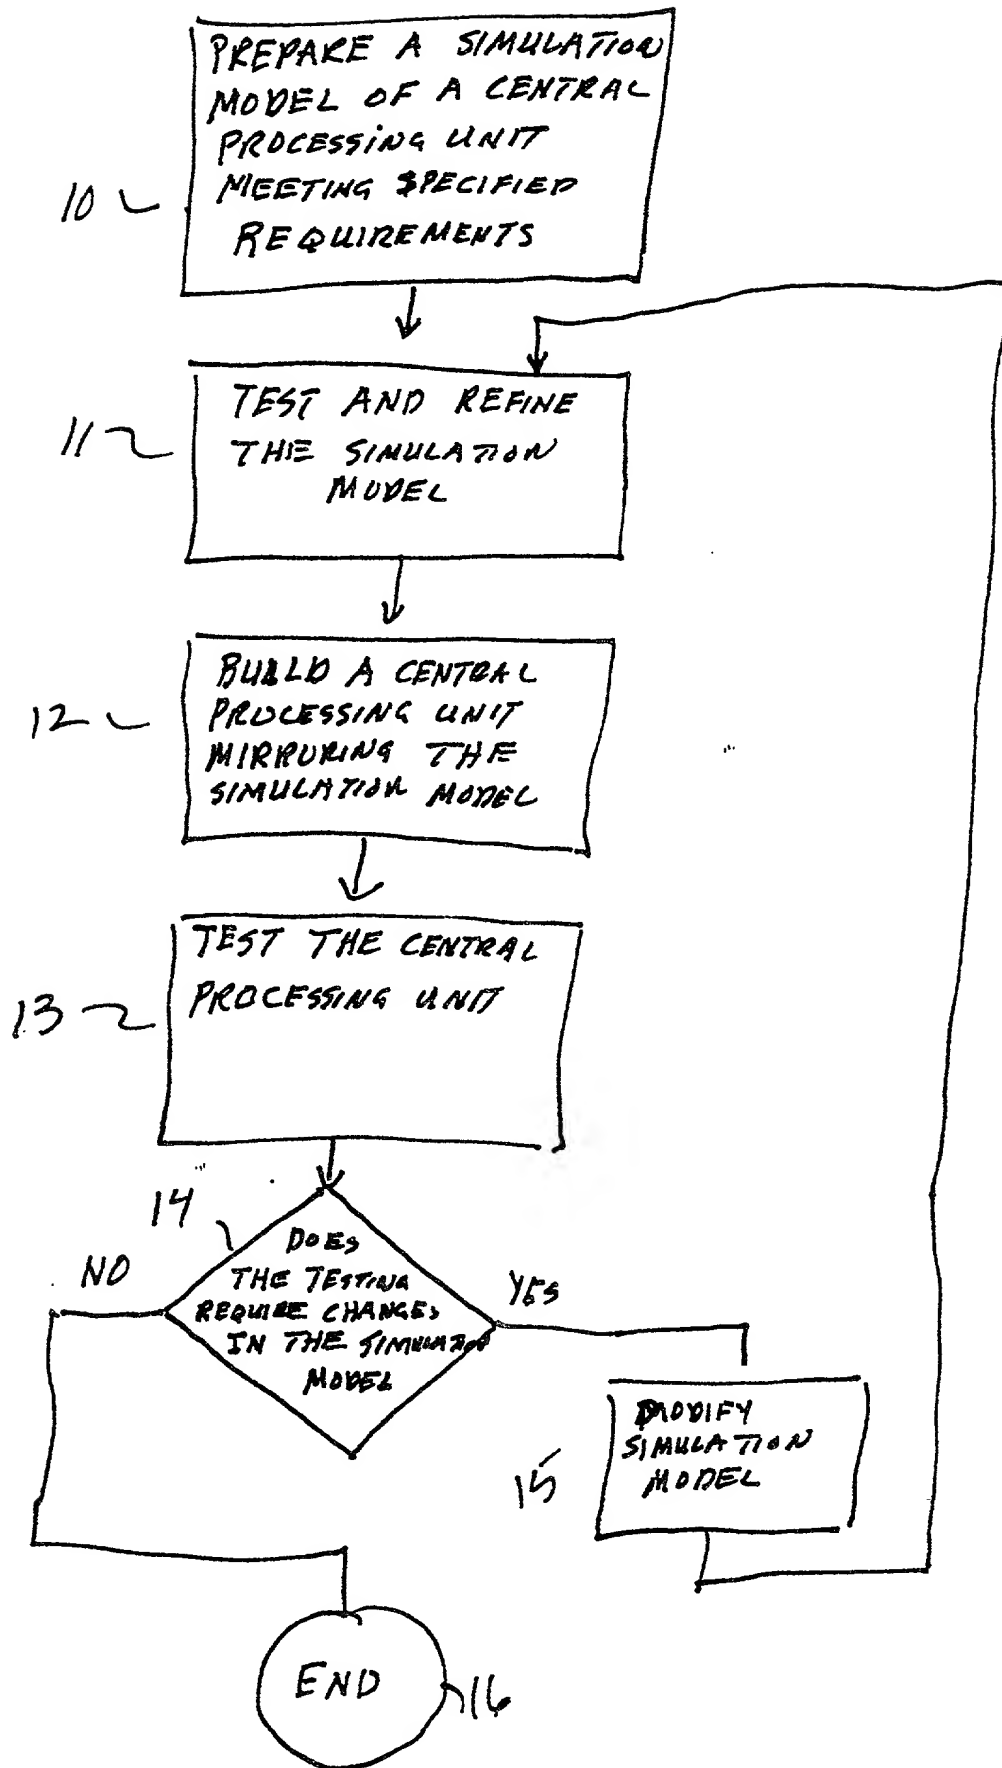 PREPARE A SIMULATION
MODEL OF A CENTRAL
PROCESSING UNIT
MEETING SPECIFIED
REQUIREMENTS
10
TEST AND REFINE
THE SIMULATION
MODEL
11
BUILD A CENTRAL
PROCESSING UNIT
MIRRORING THE
SIMULATION MODEL
12
TEST THE CENTRAL
PROCESSING UNIT
13
14
DOES
THE TESTING
REQUIRE CHANGES
IN THE SIMULATION
MODEL
NO
YES
MODIFY
SIMULATION
MODEL
15
END
16